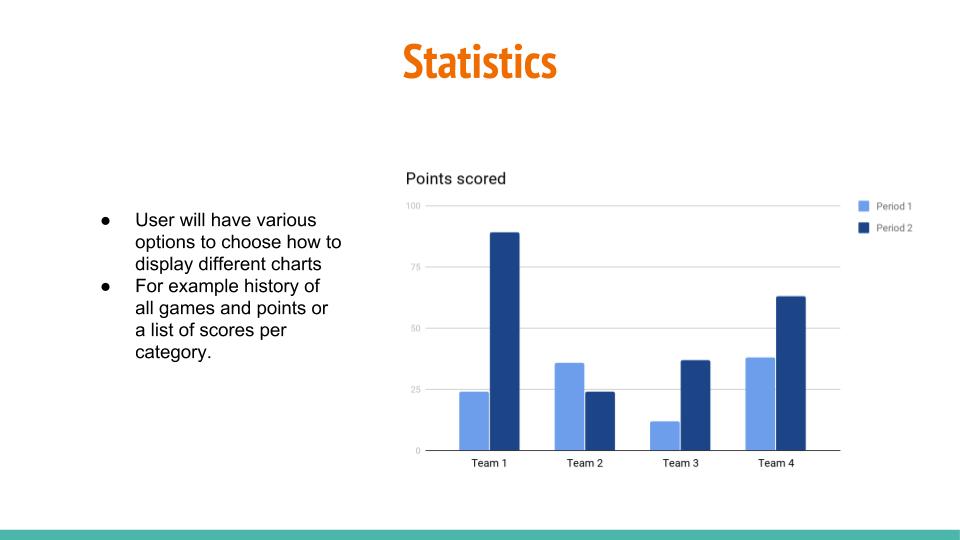 Statistics
● User will have various
options to choose how to
display different charts
● For example history of
all games and points or
a list of scores per
category.
Points scored
100
75
50
25
0
Team 1 Team 2 Team 3 Team 4
Period 1
Period 2